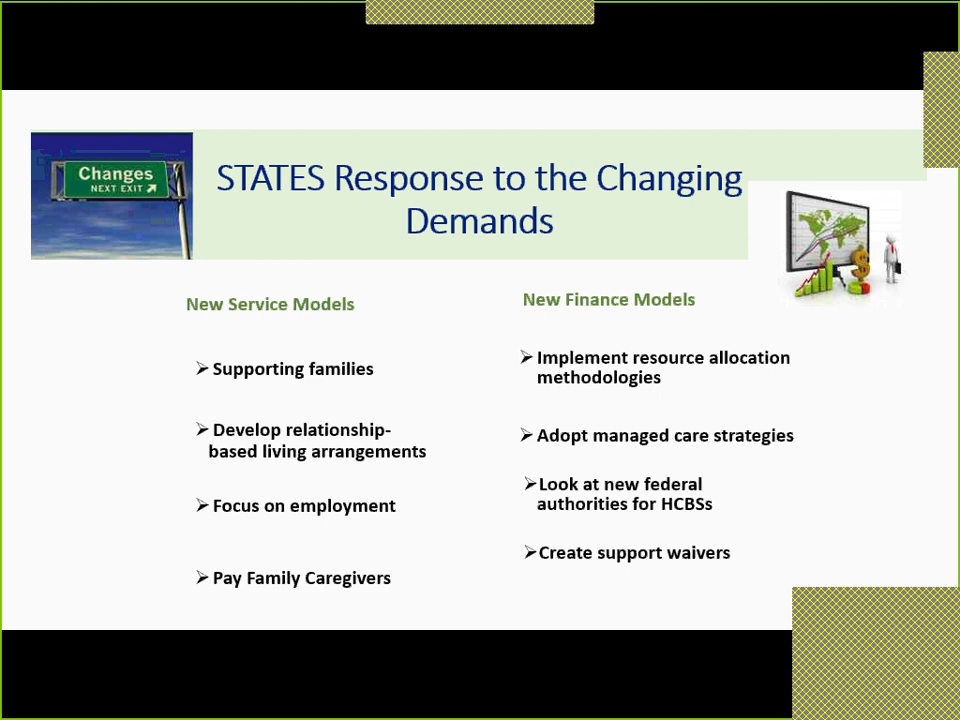 Changes
NEXT EXIT
STATES Response to the Changing
Demands
$
New Service Models
➢ Supporting families
➢ Develop relationship-
based living arrangements
➢ Focus on employment
➢ Pay Family Caregivers
New Finance Models
➢ Implement resource allocation
methodologies
➢ Adopt managed care strategies
➢Look at new federal
authorities for HCBSs
➢Create support waivers